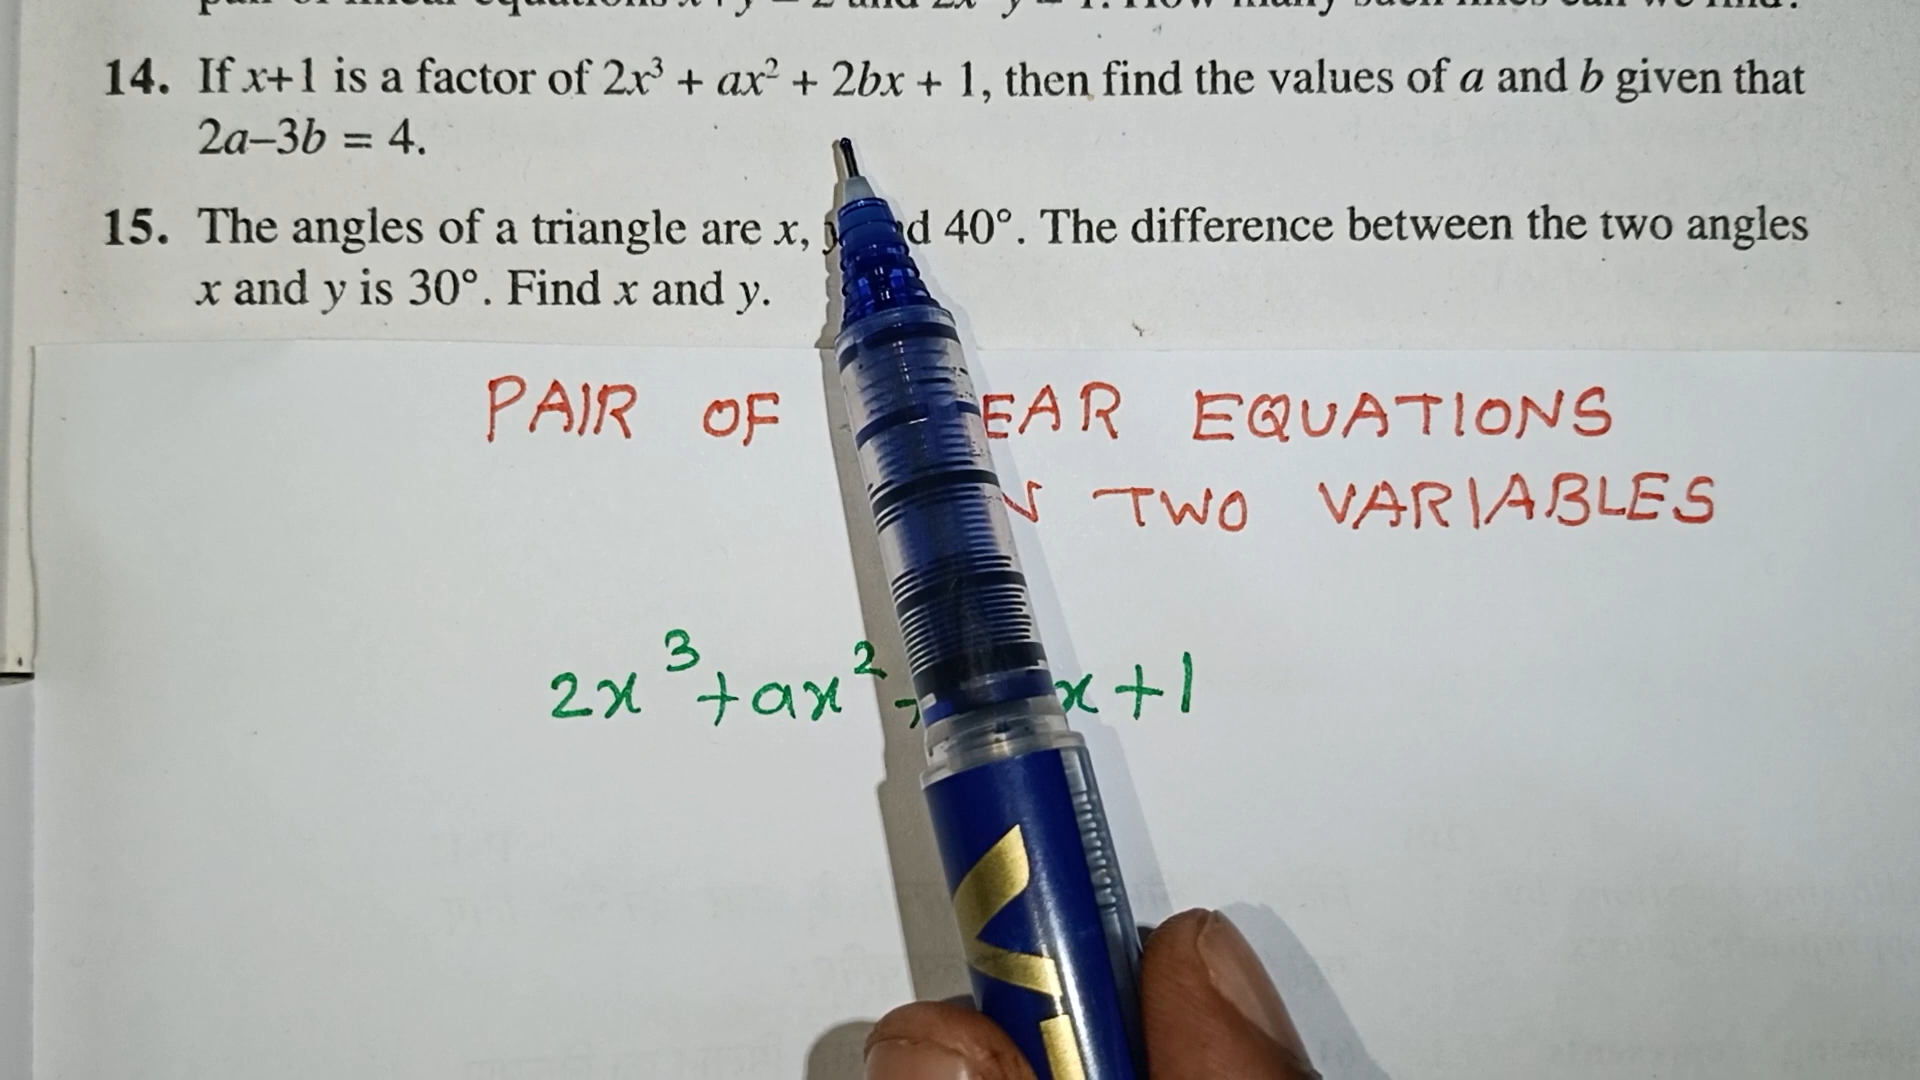 14. If x+1 is a factor of 2x³ + ax² + 2bx + 1, then find the values of a and b given that
2a–3b = 4.
15. The angles of a triangle are x, 40°. The difference between the two angles
x and y is 30°. Find x and y.
PAIR OF EQUATIONS
TWO VARIABLES
2x³+ax² x+1